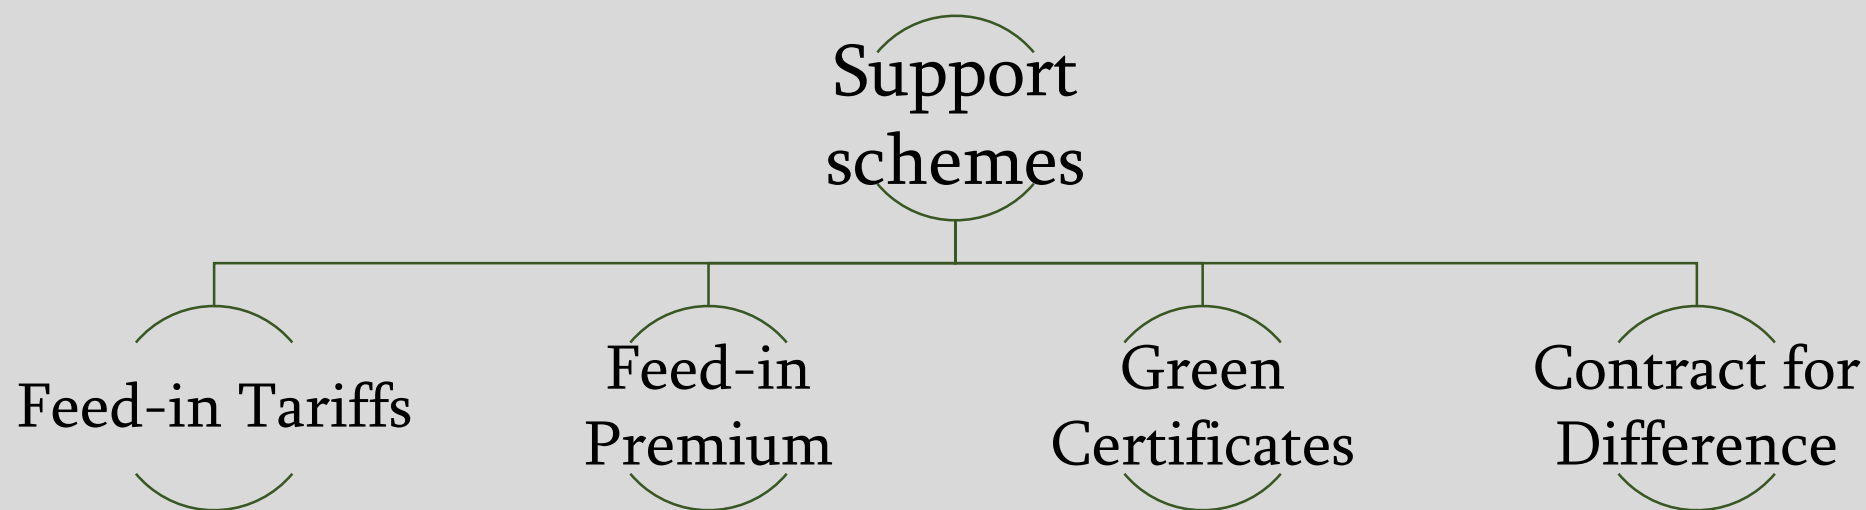 Support
schemes
Feed-in Tariffs
Feed-in
Premium
Green
Certificates
Contract for
Difference